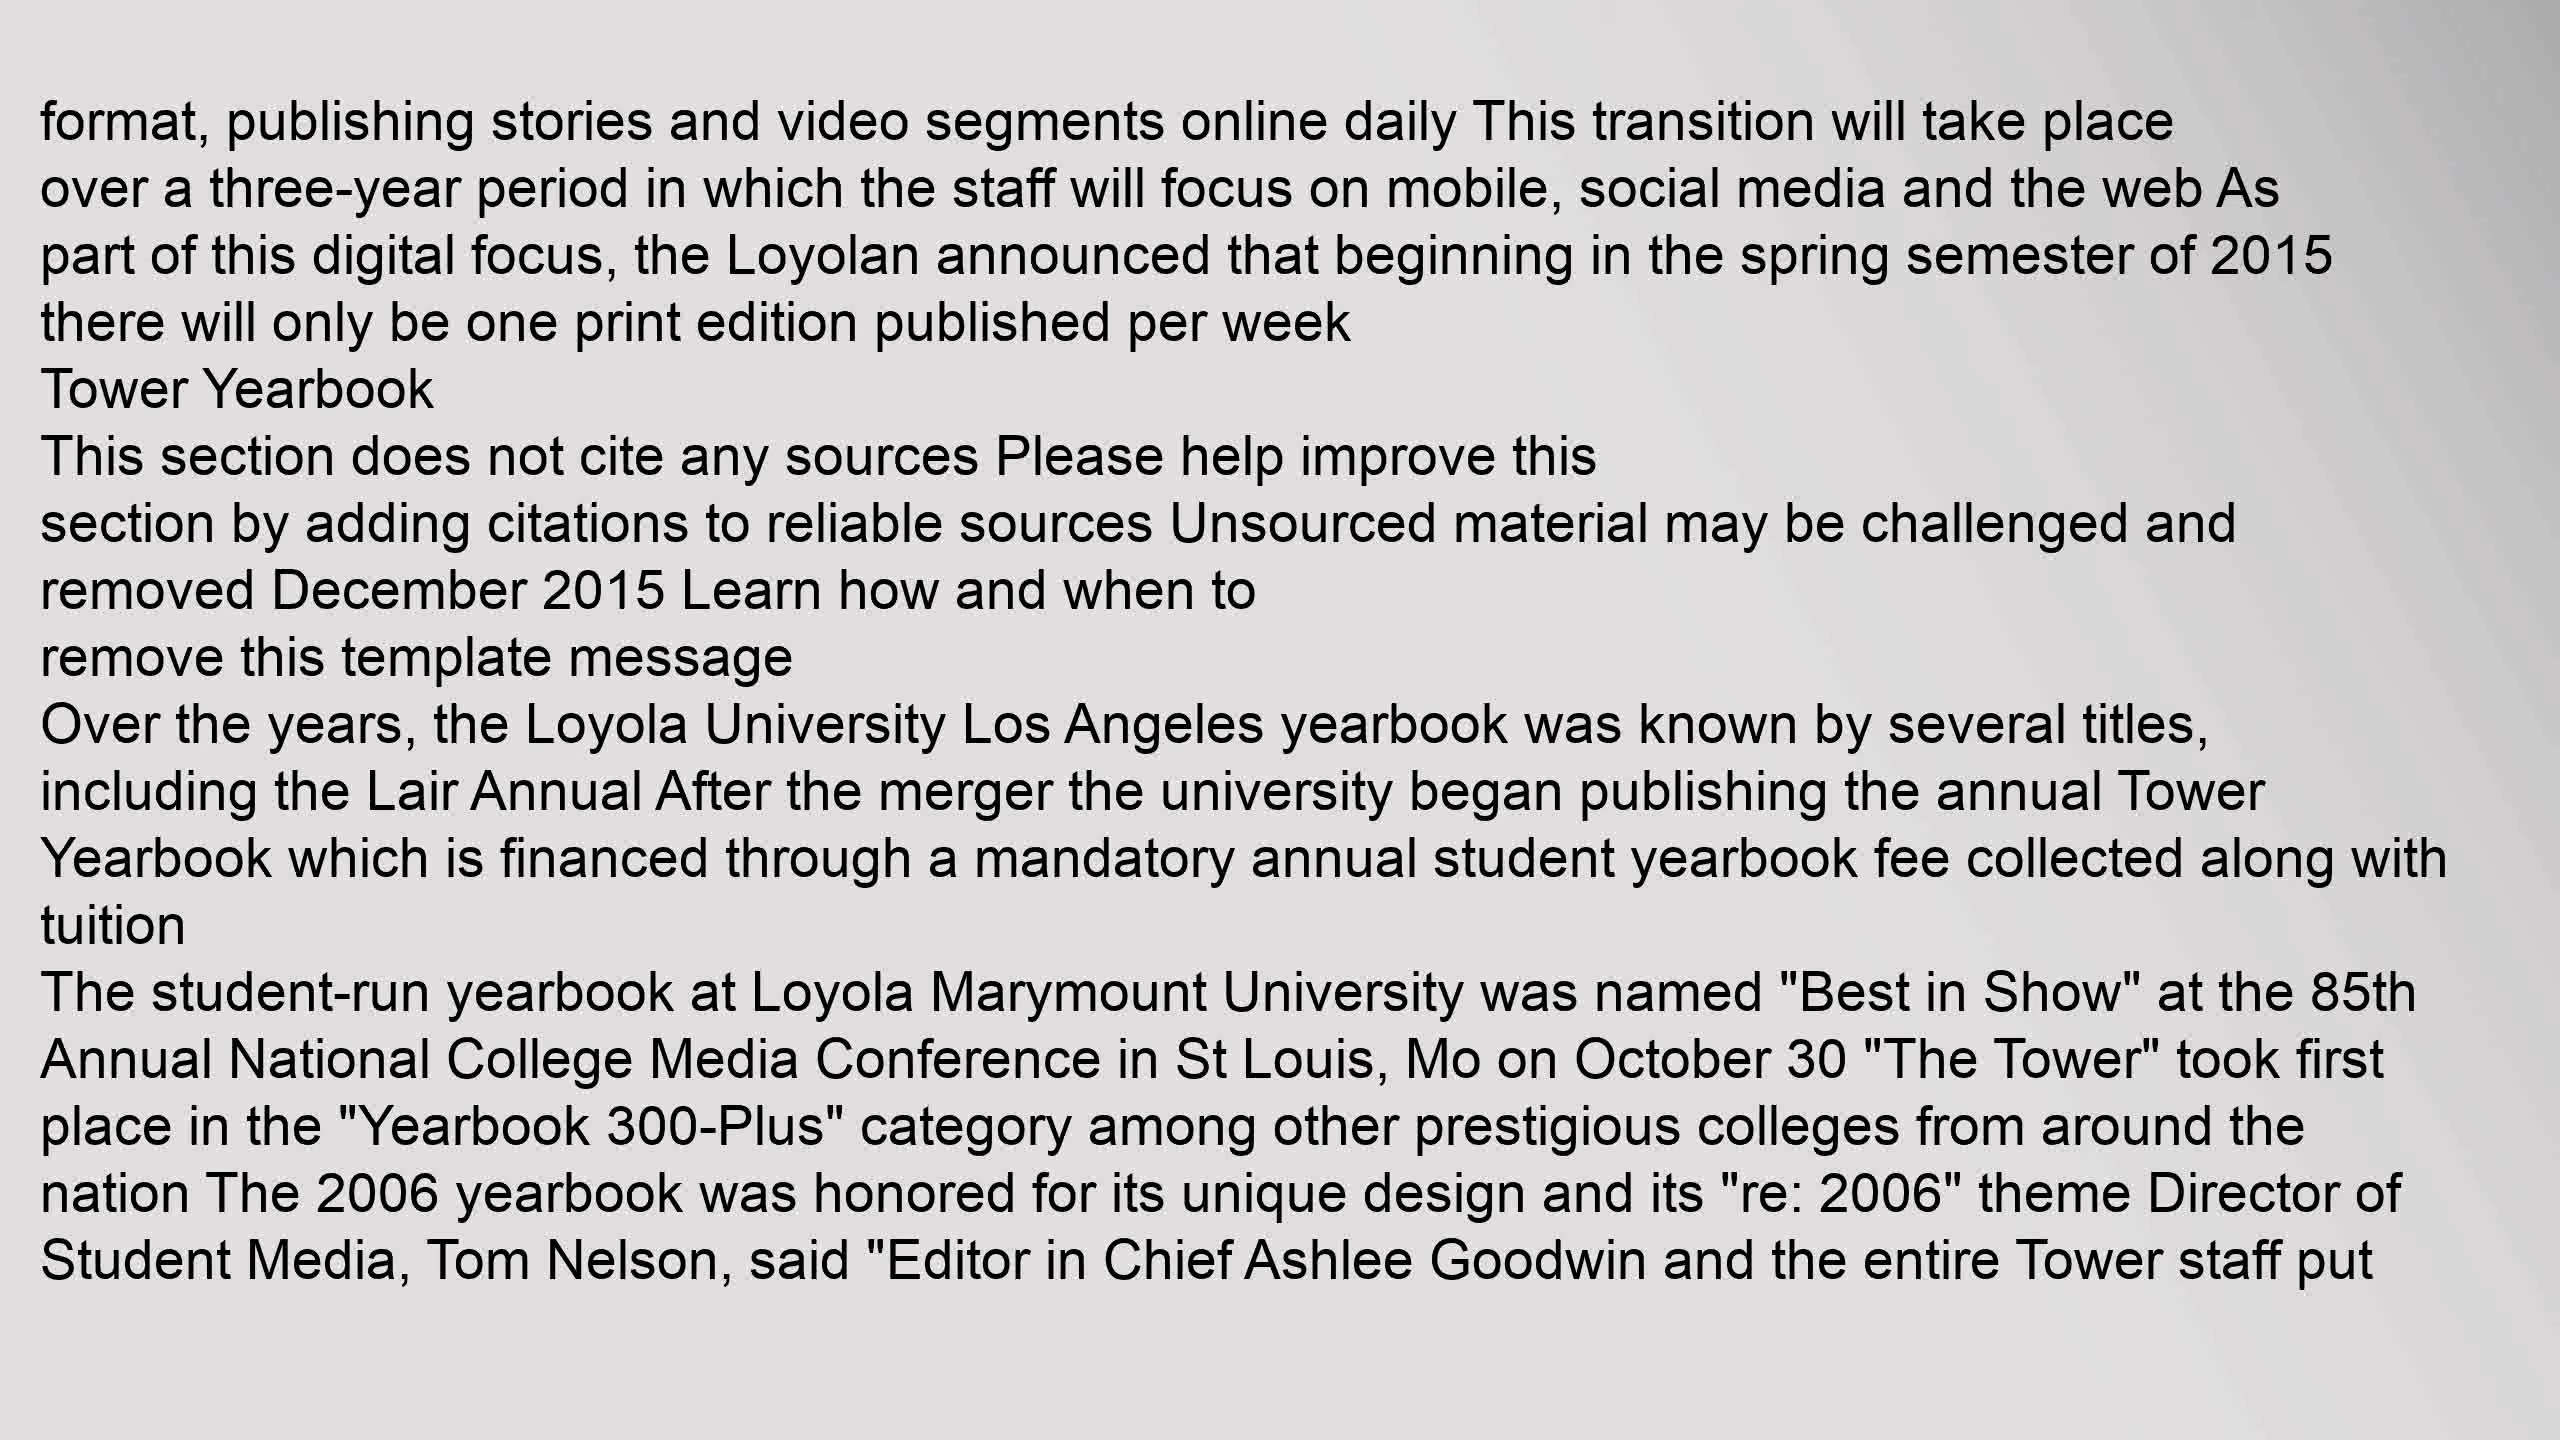 format, publishing stories and video segments online daily This transition will take place
over a three-year period in which the staff will focus on mobile, social media and the web As
part of this digital focus, the Loyolan announced that beginning in the spring semester of 2015
there will only be one print edition published per week
Tower Yearbook
This section does not cite any sources Please help improve this
section by adding citations to reliable sources Unsourced material may be challenged and
removed December 2015 Learn how and when to
remove this template message
Over the years, the Loyola University Los Angeles yearbook was known by several titles,
including the Lair Annual After the merger the university began publishing the annual Tower
Yearbook which is financed through a mandatory annual student yearbook fee collected along with
tuition
The student-run yearbook at Loyola Marymount University was named "Best in Show" at the 85th
Annual National College Media Conference in St Louis, Mo on October 30 "The Tower" took first
place in the "Yearbook 300-Plus" category among other prestigious colleges from around the
nation The 2006 yearbook was honored for its unique design and its "re: 2006" theme Director of
Student Media, Tom Nelson, said "Editor in Chief Ashlee Goodwin and the entire Tower staff put